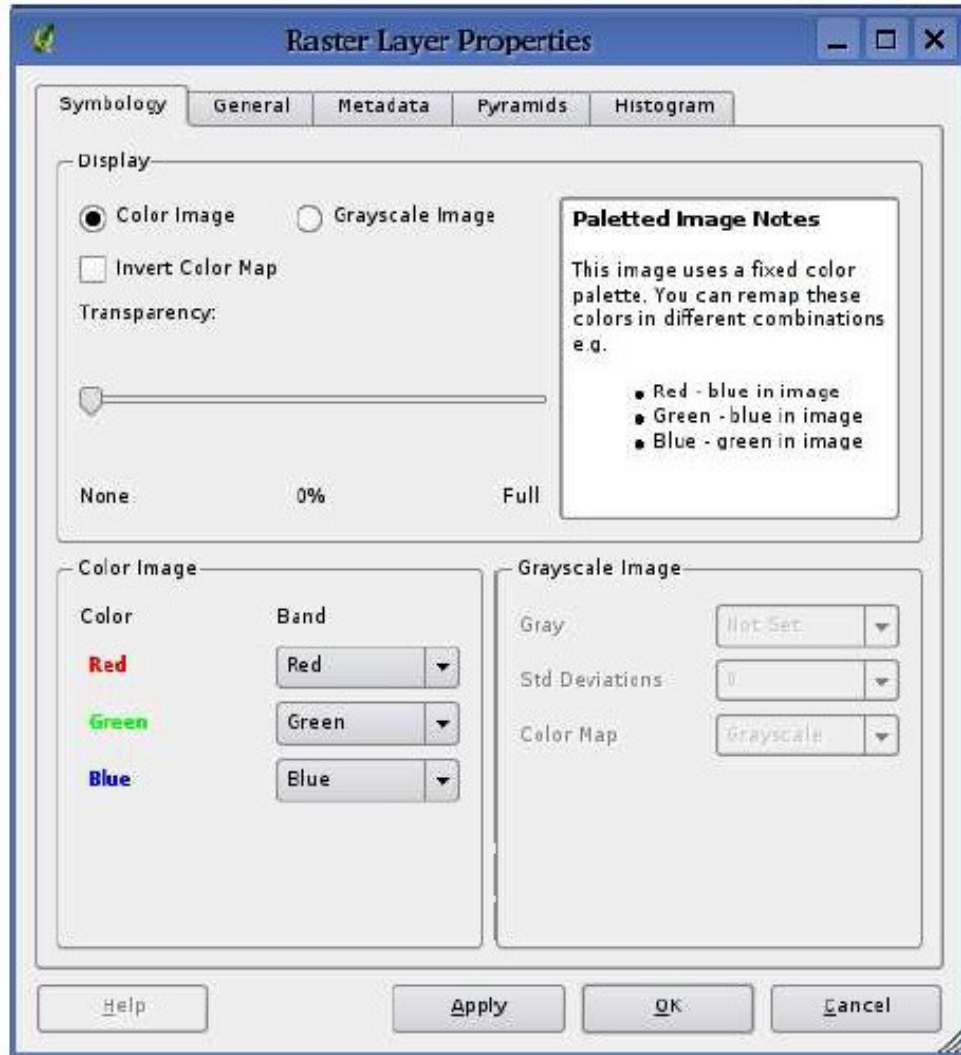 Raster Layer Properties
Symbology General Metadata Pyramids Histogram
Display
Color Image Grayscale Image
Invert Color Map
Transparency:
None 0% Full
Paletted Image Notes
This image uses a fixed color
palette. You can remap these
colors in different combinations
e.g.
• Red - blue in image
• Green - blue in image
• Blue - green in image
Color Image
Color Band
Red Red
Green Green
Blue Blue
Grayscale Image
Gray Not Set
Std Deviations 0
Color Map Grayscale
Help Apply OK Cancel